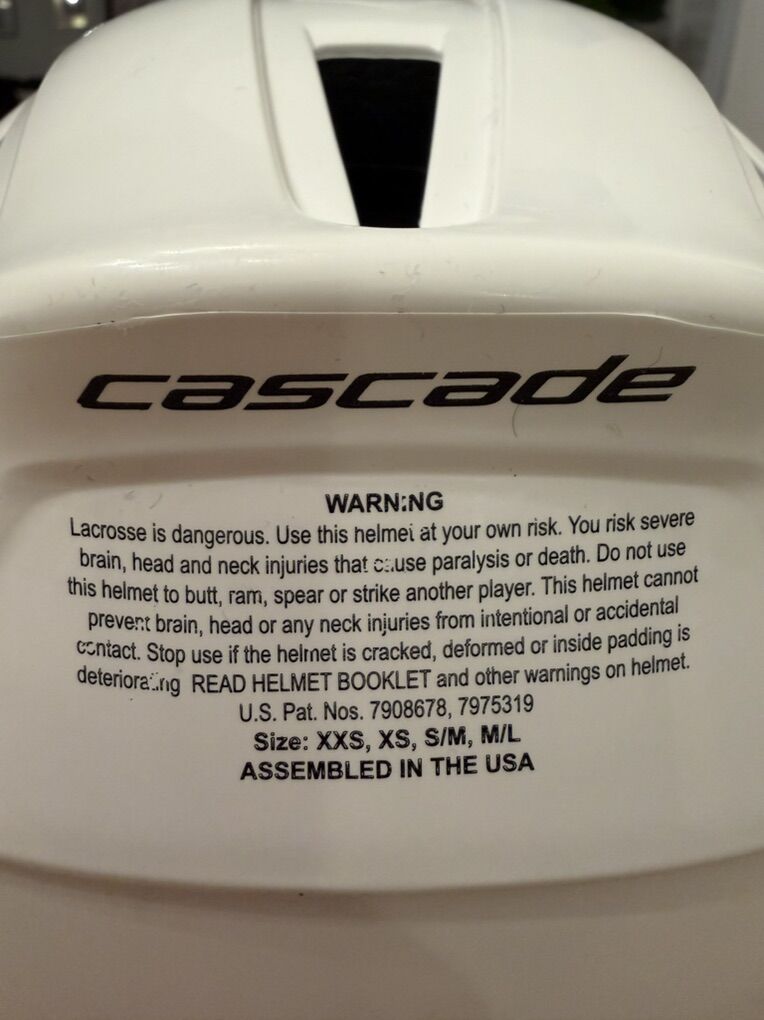 cascade
WARNING
Lacrosse is dangerous. Use this helmet at your own risk. You risk severe
brain, head and neck injuries that cause paralysis or death. Do not use
this helmet to butt, ram, spear or strike another player. This helmet cannot
prevent brain, head or any neck injuries from intentional or accidental
contact. Stop use if the helmet is cracked, deformed or inside padding is
deteriorating READ HELMET BOOKLET and other warnings on helmet.
U.S. Pat. Nos. 7908678, 7975319
Size: XXS, XS, S/M, M/L
ASSEMBLED IN THE USA